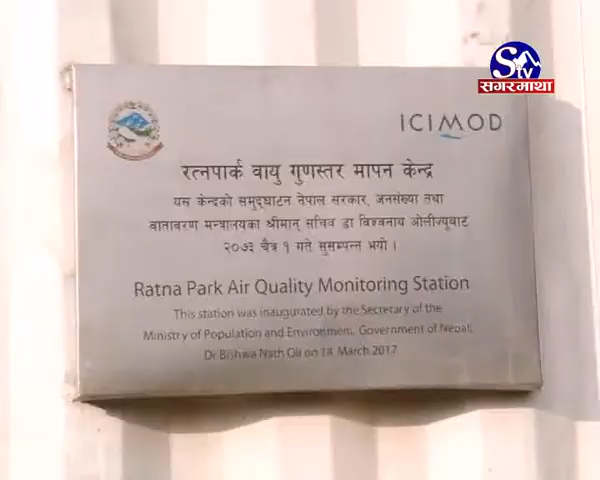 S tv
सगरमाथा
ICIMOD
रत्नपार्क वायु गुणस्तर मापन केन्द्र
यस केन्द्रको समुद्घाटन नेपाल सरकार, जनसंख्या तथा
वातावरण मन्त्रालयका श्रीमान् सचिव डा विश्वनाथ ओलीज्यूबाट
२०७३ चैत्र १ गते सुसम्पन्न भयो ।
Ratna Park Air Quality Monitoring Station
This station was inaugurated by the Secretary of the
Ministry of Population and Environment, Government of Nepal,
Dr Bishwa Nath Oli on 14 March 2017